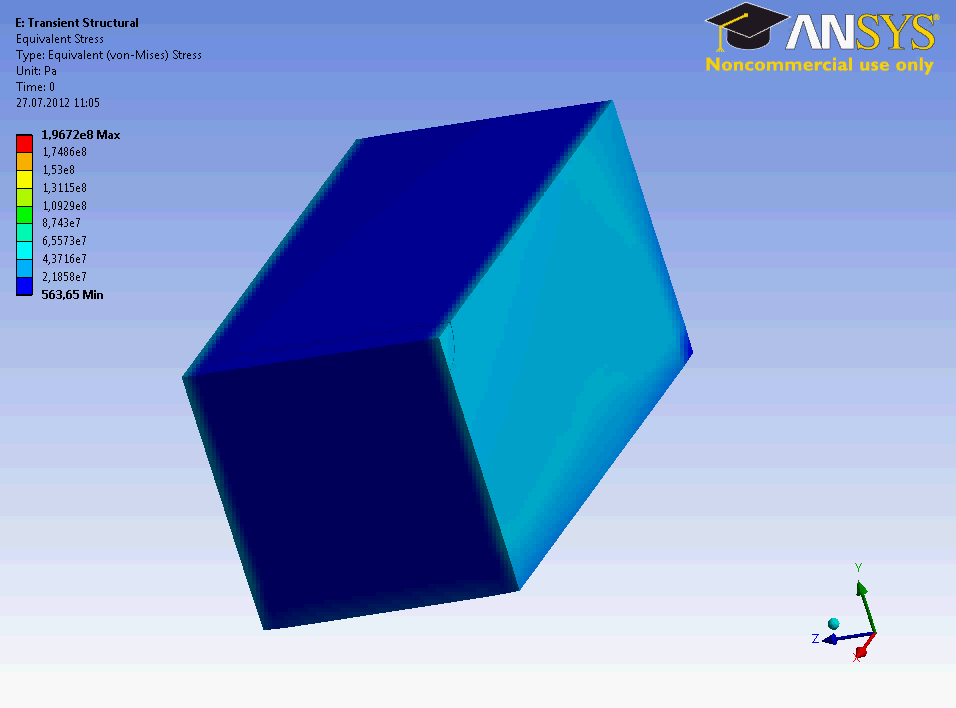 E: Transient Structural
Equivalent Stress
Type: Equivalent (von-Mises) Stress
Unit: Pa
Time: 0
27.07.2012 11:05
ANSYS®
Noncommercial use only
1,9672e8 Max
1,7486e8
1,53e8
1,3115e8
1,0929e8
8,743e7
6,5573e7
4,3716e7
2,1858e7
563,65 Min
Y
Z
X